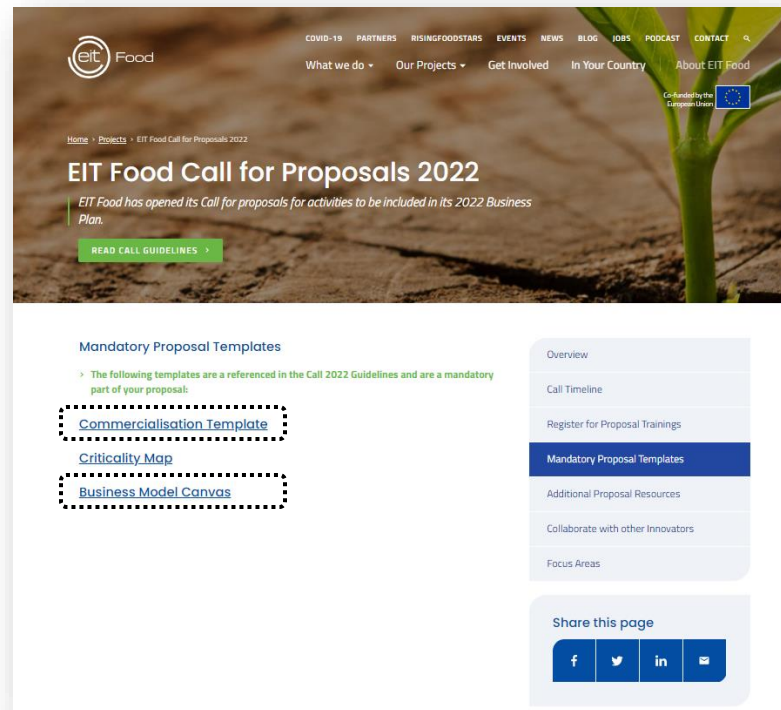 COVID-19 PARTNERS RISINGFOODSTARS EVENTS NEWS BLOG JOBS PODCAST CONTACT
eit Food
What we do Our Projects Get Involved In Your Country About EIT Food
Co-funded by the
European Union
Home > Projects > EIT Food Call for Proposals 2022
EIT Food Call for Proposals 2022
EIT Food has opened its Call for proposals for activities to be included in its 2022 Business
Plan.
READ CALL GUIDELINES >
Mandatory Proposal Templates
> The following templates are a referenced in the Call 2022 Guidelines and are a mandatory
part of your proposal:
Commercialisation Template
Criticality Map
Business Model Canvas
Overview
Call Timeline
Register for Proposal Trainings
Mandatory Proposal Templates
Additional Proposal Resources
Collaborate with other Innovators
Focus Areas
Share this page